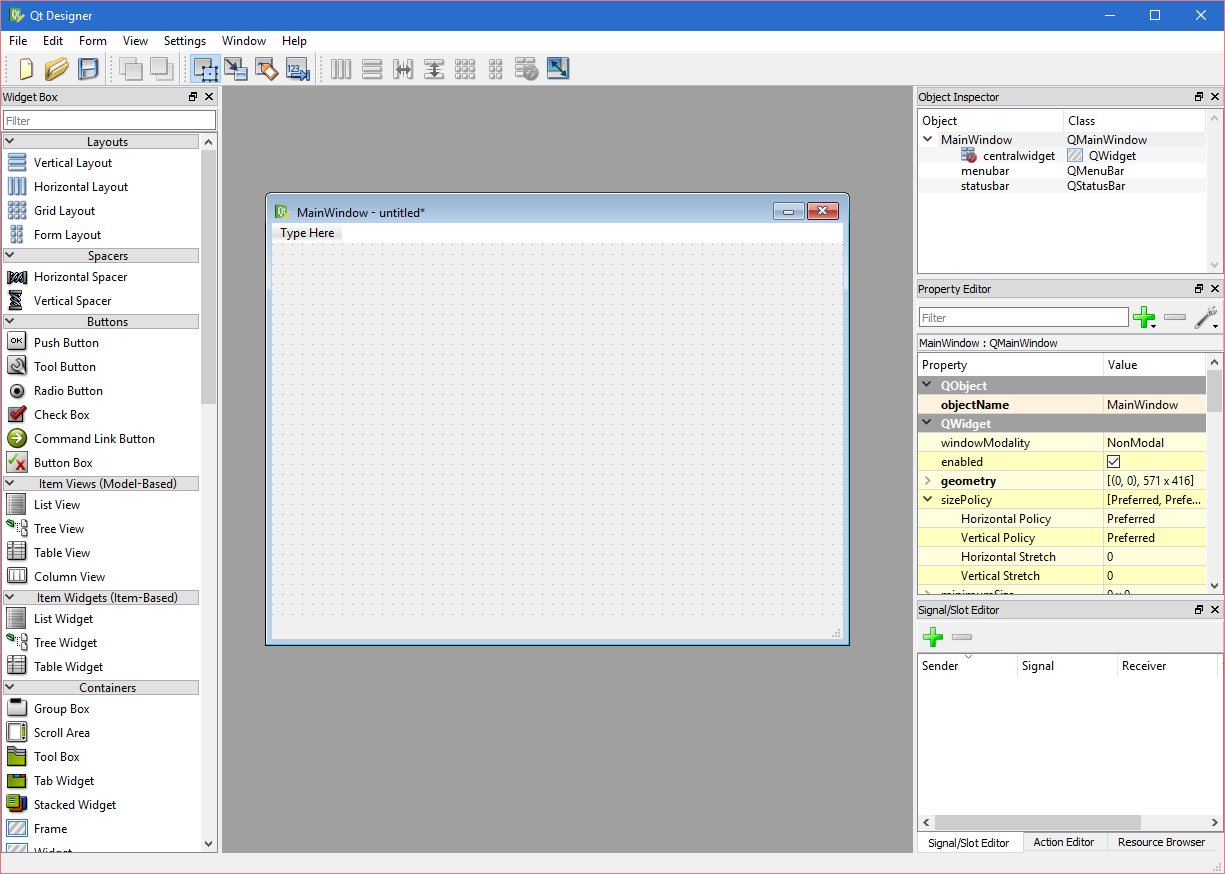 Qt Designer
File Edit Form View Settings Window Help
Widget Box
Filter
Layouts
Vertical Layout
Horizontal Layout
Grid Layout
Form Layout
Spacers
Horizontal Spacer
Vertical Spacer
Buttons
Push Button
Tool Button
Radio Button
Check Box
Command Link Button
Button Box
Item Views (Model-Based)
List View
Tree View
Table View
Column View
Item Widgets (Item-Based)
List Widget
Tree Widget
Table Widget
Containers
Group Box
Scroll Area
Tool Box
Tab Widget
Stacked Widget
Frame
Widget
MainWindow - untitled*
Type Here
Object Inspector
Object Class
MainWindow QMainWindow
centralwidget QWidget
menubar QMenuBar
statusbar QStatusBar
Property Editor
Filter
MainWindow : QMainWindow
Property Value
QObject
objectName MainWindow
QWidget
windowModality NonModal
enabled
geometry [(0, 0), 571 x 416]
sizePolicy [Preferred, Prefe...
Horizontal Policy Preferred
Vertical Policy Preferred
Horizontal Stretch 0
Vertical Stretch 0
minimumSize 0 x 0
Signal/Slot Editor
Sender Signal Receiver
Signal/Slot Editor Action Editor Resource Browser